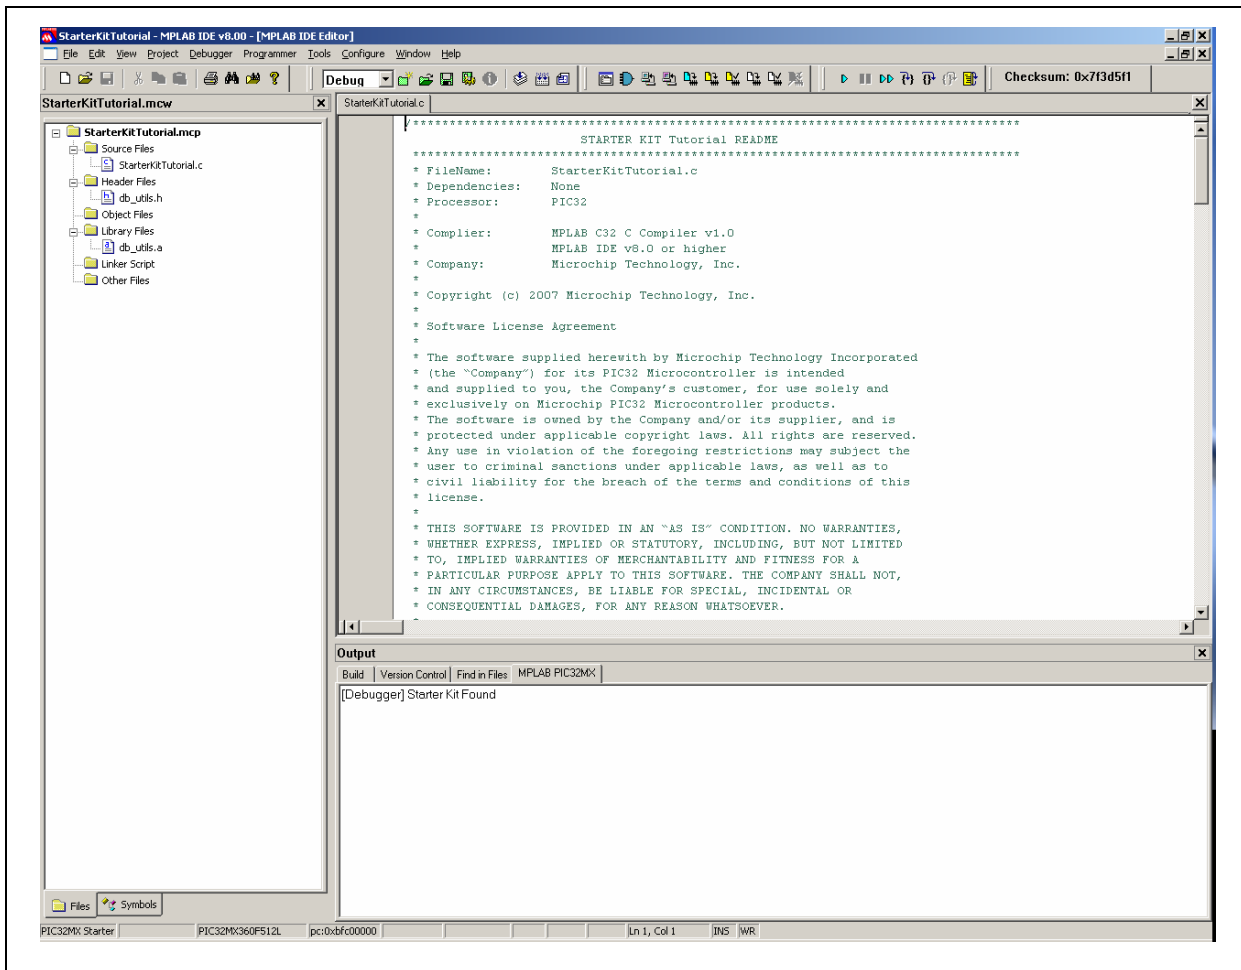 StarterKitTutorial - MPLAB IDE v8.00 - [MPLAB IDE Editor]
File Edit View Project Debugger Programmer Tools Configure Window Help
Debug
Checksum: 0x7f3d5f1
StarterKitTutorial.mcw
StarterKitTutorial.mcp
Source Files
StarterKitTutorial.c
Header Files
db_utils.h
Object Files
Library Files
db_utils.a
Linker Script
Other Files
Files Symbols
StarterKitTutorial.c
/***********************************************************************************
STARTER KIT Tutorial README
***********************************************************************************
* FileName: StarterKitTutorial.c
* Dependencies: None
* Processor: PIC32
*
* Complier: MPLAB C32 C Compiler v1.0
* MPLAB IDE v8.0 or higher
* Company: Microchip Technology, Inc.
*
* Copyright (c) 2007 Microchip Technology, Inc.
*
* Software License Agreement
*
* The software supplied herewith by Microchip Technology Incorporated
* (the “Company”) for its PIC32 Microcontroller is intended
* and supplied to you, the Company’s customer, for use solely and
* exclusively on Microchip PIC32 Microcontroller products.
* The software is owned by the Company and/or its supplier, and is
* protected under applicable copyright laws. All rights are reserved.
* Any use in violation of the foregoing restrictions may subject the
* user to criminal sanctions under applicable laws, as well as to
* civil liability for the breach of the terms and conditions of this
* license.
*
* THIS SOFTWARE IS PROVIDED IN AN “AS IS” CONDITION. NO WARRANTIES,
* WHETHER EXPRESS, IMPLIED OR STATUTORY, INCLUDING, BUT NOT LIMITED
* TO, IMPLIED WARRANTIES OF MERCHANTABILITY AND FITNESS FOR A
* PARTICULAR PURPOSE APPLY TO THIS SOFTWARE. THE COMPANY SHALL NOT,
* IN ANY CIRCUMSTANCES, BE LIABLE FOR SPECIAL, INCIDENTAL OR
* CONSEQUENTIAL DAMAGES, FOR ANY REASON WHATSOEVER.
Output
Build Version Control Find in Files MPLAB PIC32MX
[Debugger] Starter Kit Found
PIC32MX Starter PIC32MX360F512L pc:0xbfc00000 Ln 1, Col 1 INS WR